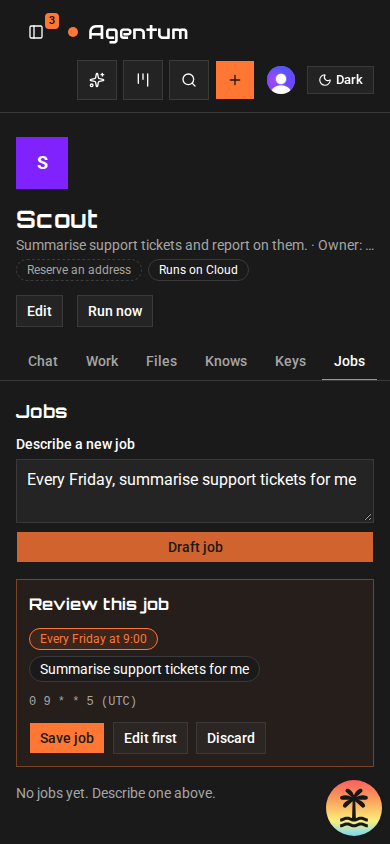 3
Agentum
Dark
S
Scout
Summarise support tickets and report on them. · Owner: ...
Reserve an address
Runs on Cloud
Edit
Run now
Chat
Work
Files
Knows
Keys
Jobs
Jobs
Describe a new job
Every Friday, summarise support tickets for me
Draft job
Review this job
Every Friday at 9:00
Summarise support tickets for me
0 9 * * 5 (UTC)
Save job
Edit first
Discard
No jobs yet. Describe one above.